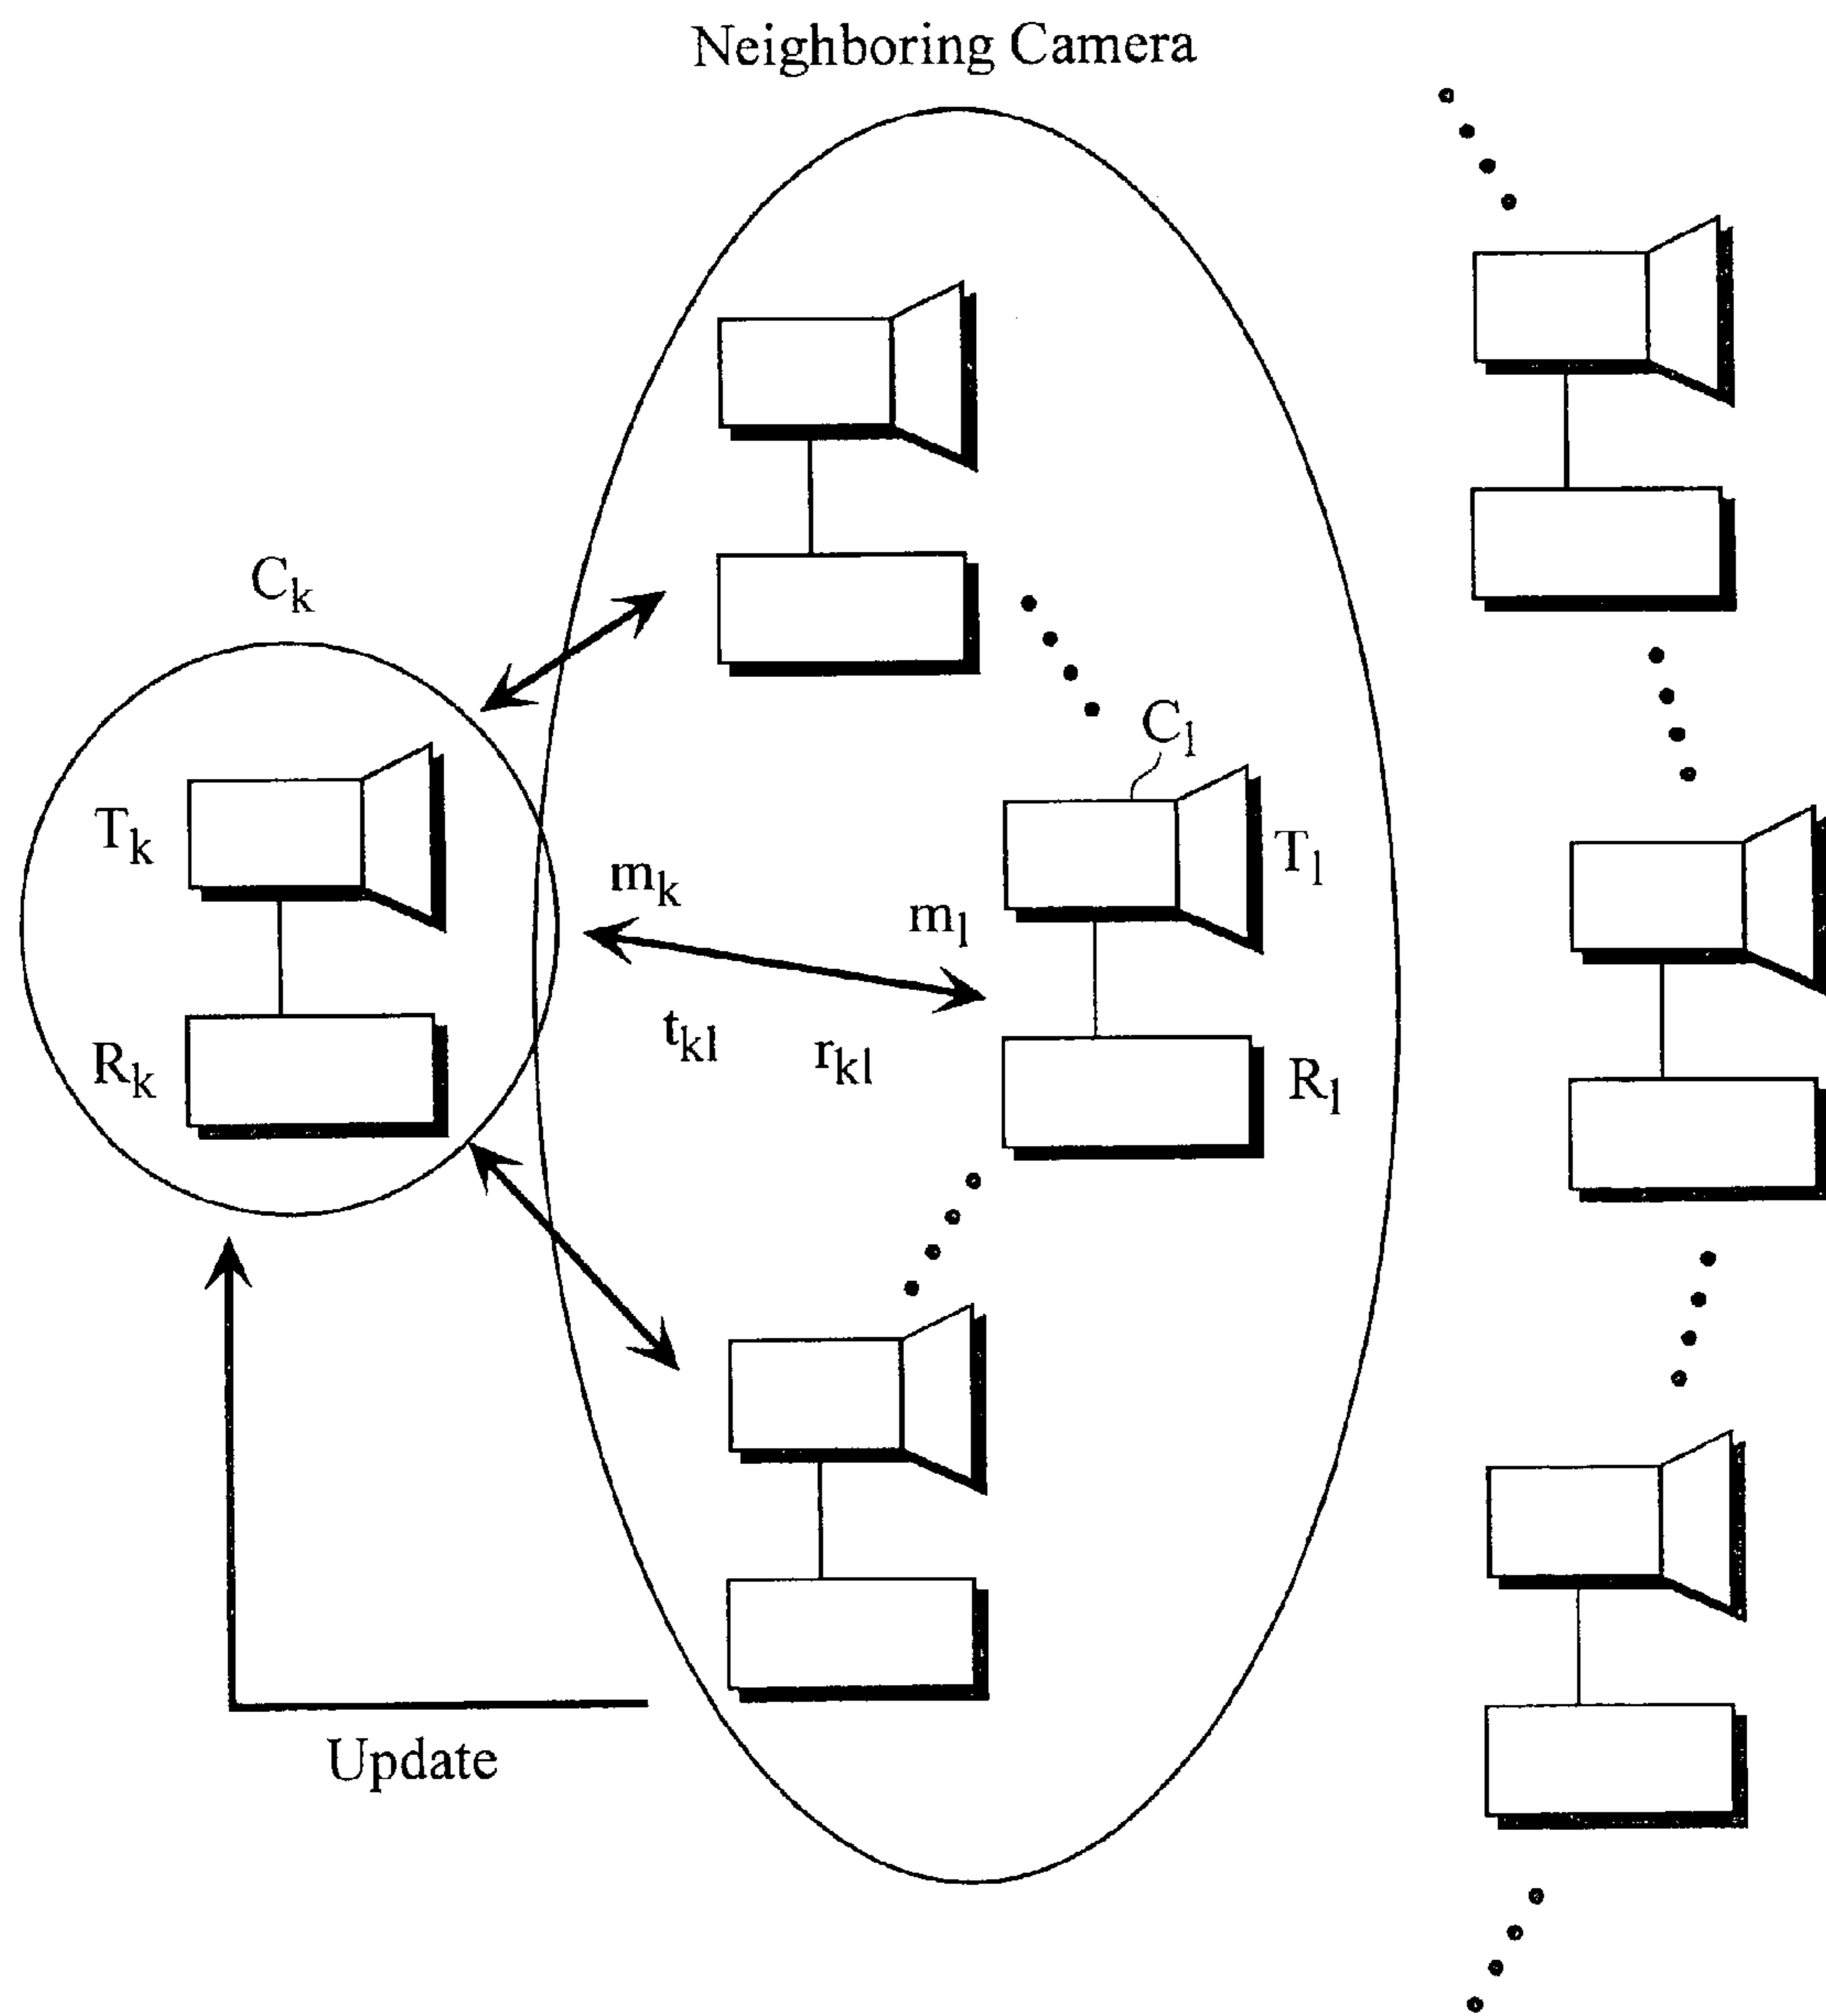 Neighboring Camera
Ck
Cl
Tk
Tl
mk
ml
tkl
rkl
Rk
Rl
Update